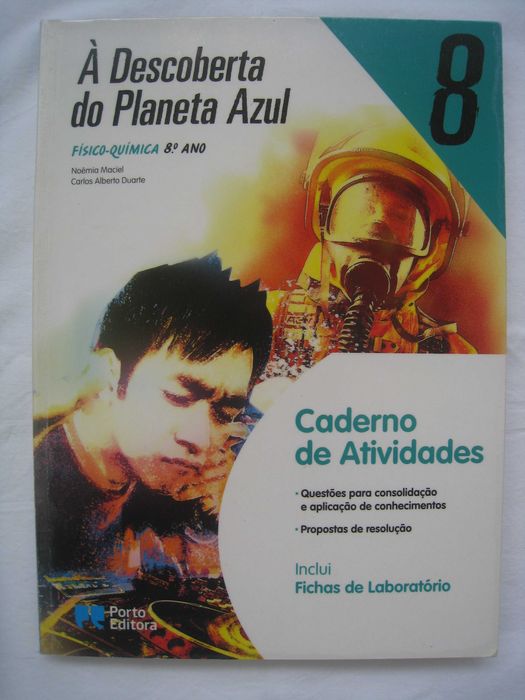 À Descoberta
do Planeta Azul
8
FÍSICO-QUÍMICA 8.º ANO
Noémia Maciel
Carlos Alberto Duarte
Caderno
de Atividades
• Questões para consolidação
e aplicação de conhecimentos
• Propostas de resolução
Inclui
Fichas de Laboratório
Porto
Editora